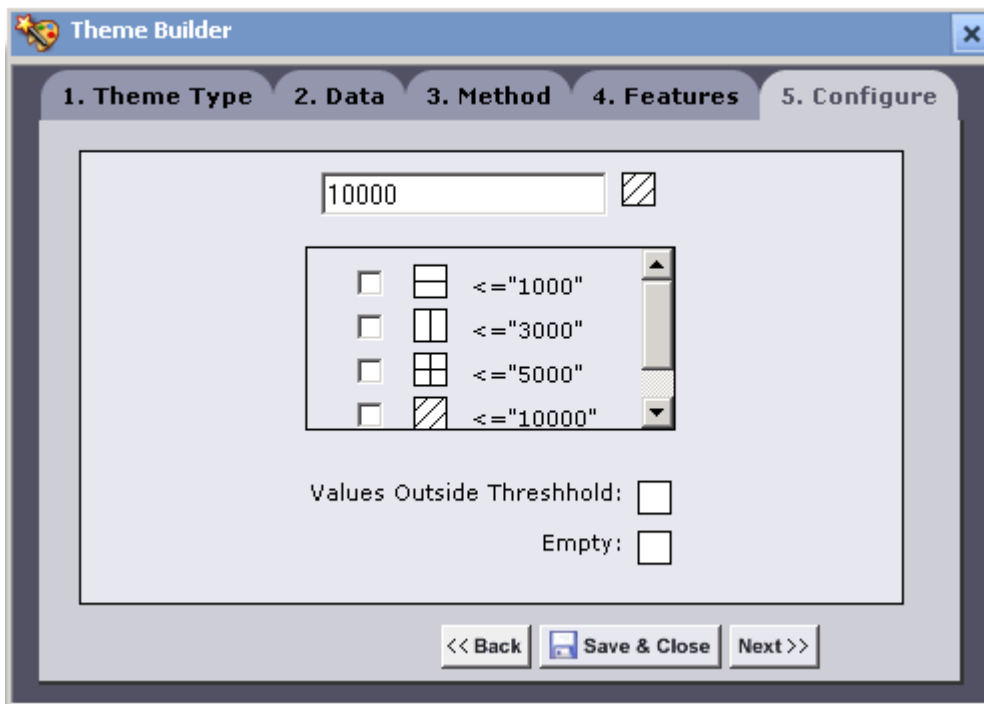 Theme Builder
1. Theme Type 2. Data 3. Method 4. Features 5. Configure
10000
<="1000"
<="3000"
<="5000"
<="10000"
Values Outside Threshhold:
Empty:
<< Back Save & Close Next >>